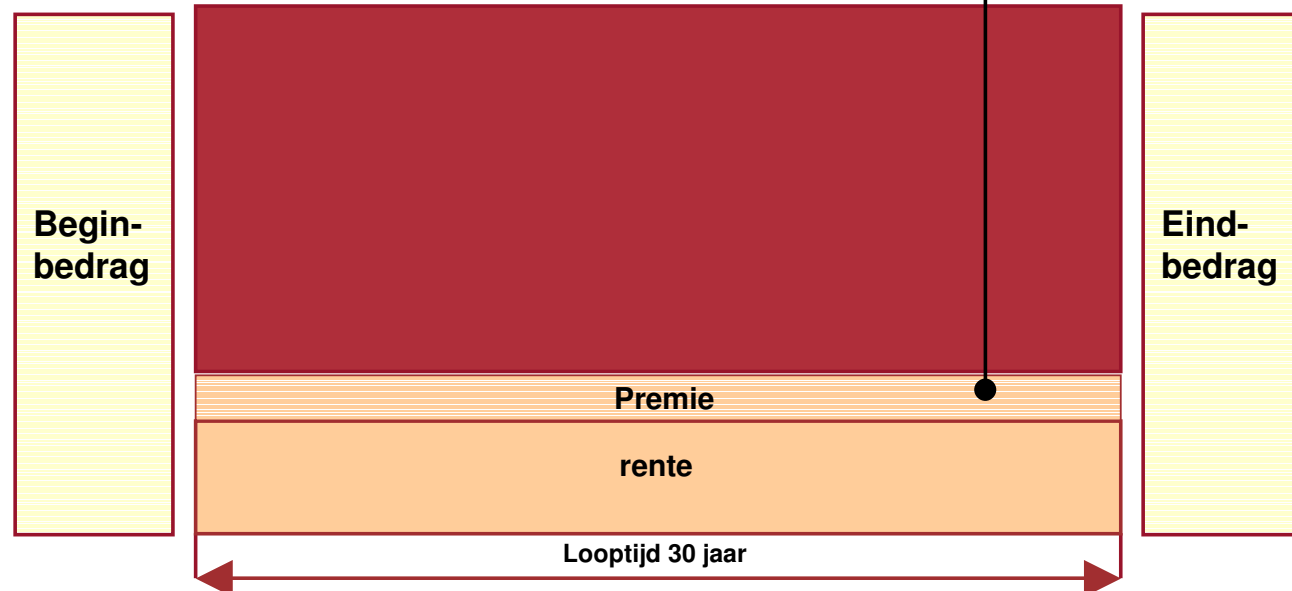 Begin-
bedrag
Eind-
bedrag
Premie
rente
Looptijd 30 jaar